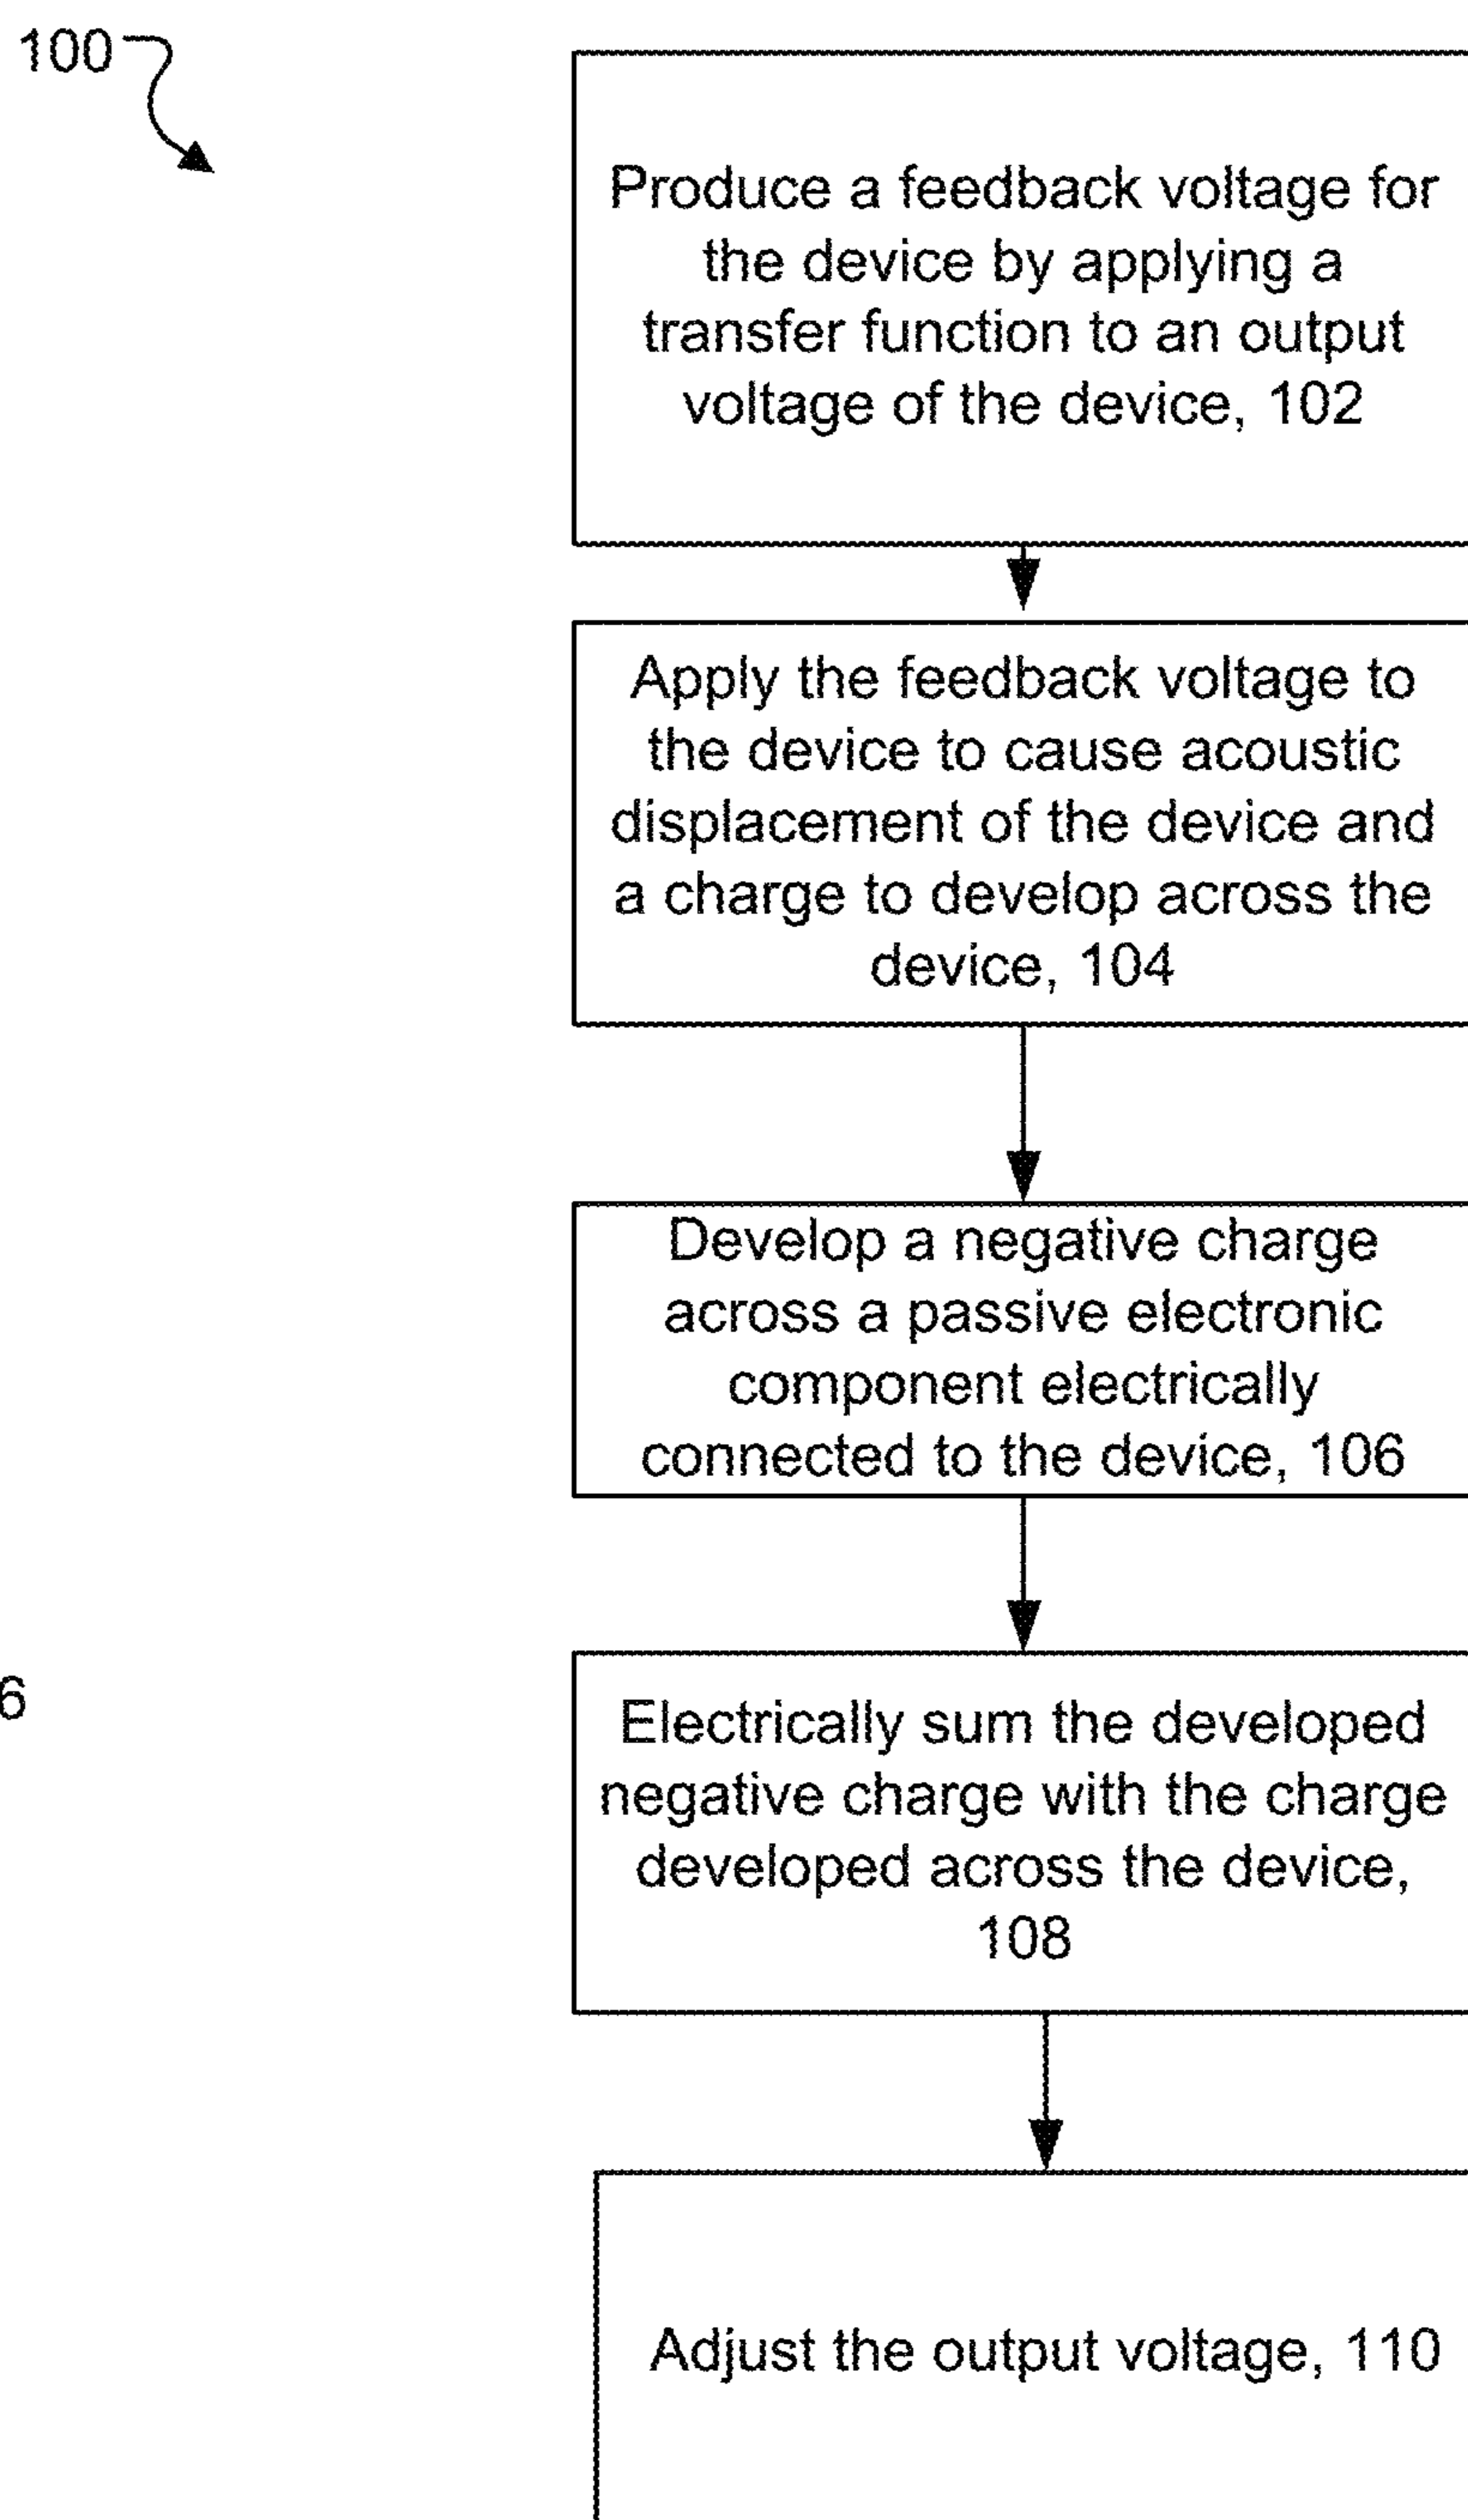 100
Produce a feedback voltage for
the device by applying a
transfer function to an output
voltage of the device, 102
Apply the feedback voltage to
the device to cause acoustic
displacement of the device and
a charge to develop across the
device, 104
Develop a negative charge
across a passive electronic
component electrically
connected to the device, 106
6
Electrically sum the developed
negative charge with the charge
developed across the device,
108
Adjust the output voltage, 110